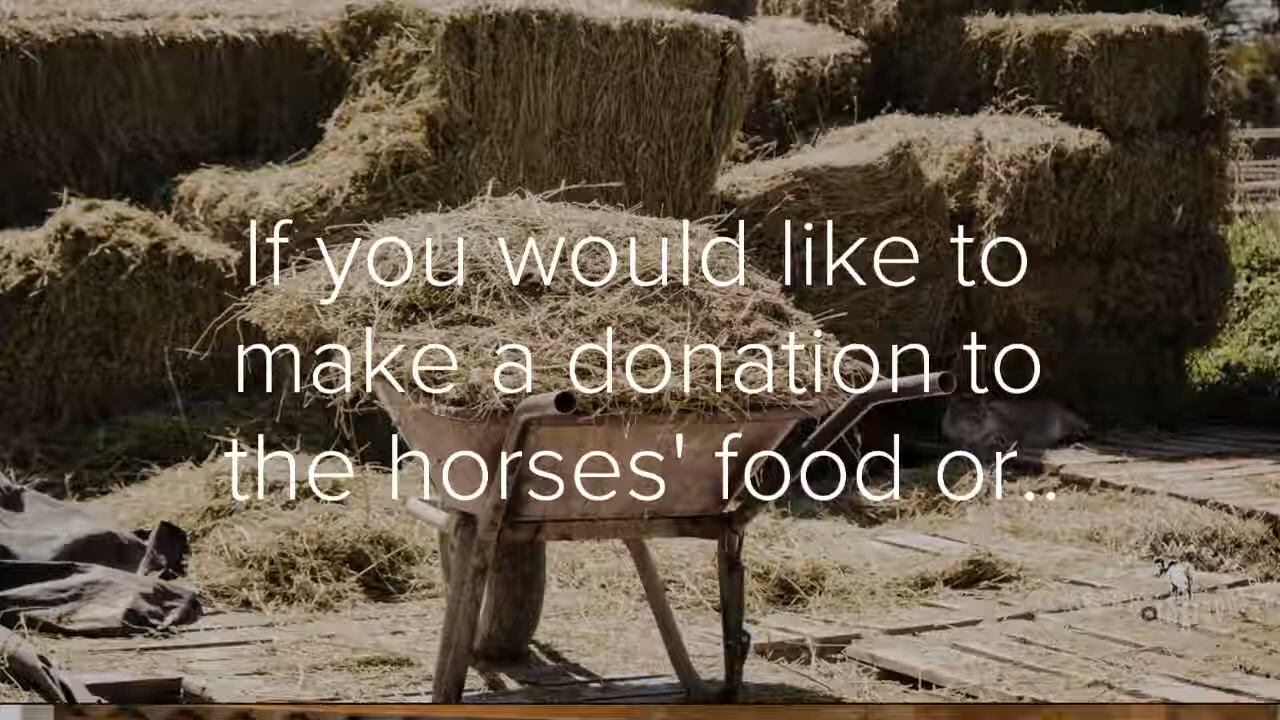 If you would like to
make a donation to
the horses' food or..